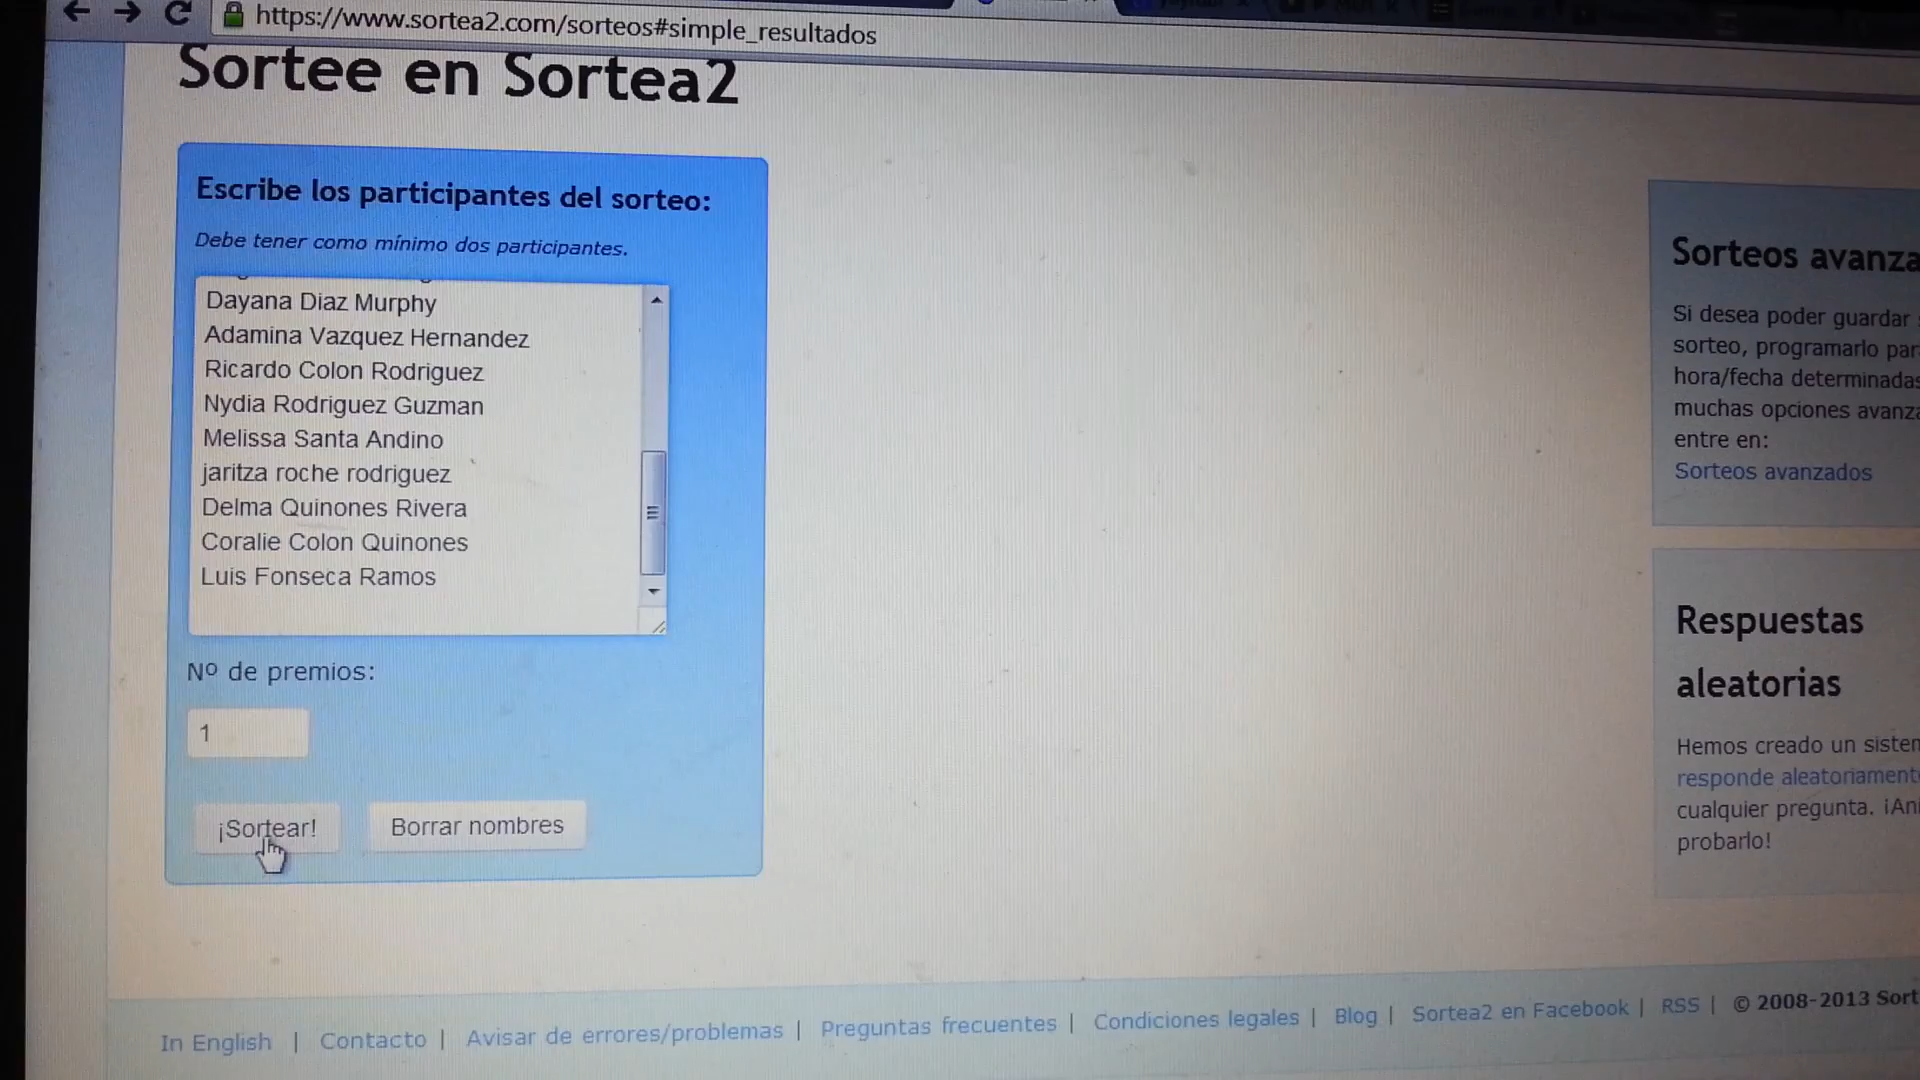 https://www.sortea2.com/sorteos#simple_resultados
Sortee en Sortea2
Escribe los participantes del sorteo:
Debe tener como mínimo dos participantes.
Dayana Diaz Murphy
Adamina Vazquez Hernandez
Ricardo Colon Rodriguez
Nydia Rodriguez Guzman
Melissa Santa Andino
jaritza roche rodriguez
Delma Quinones Rivera
Coralie Colon Quinones
Luis Fonseca Ramos
Nº de premios:
1
¡Sortear!
Borrar nombres
Sorteos avanza
Si desea poder guardar
sorteo, programarlo par
hora/fecha determinadas
muchas opciones avanza
entre en:
Sorteos avanzados
Respuestas
aleatorias
Hemos creado un sistem
responde aleatoriamente
cualquier pregunta. ¡Aní
probarlo!
In English | Contacto | Avisar de errores/problemas | Preguntas frecuentes | Condiciones legales | Blog | Sortea2 en Facebook | RSS | © 2008-2013 Sort